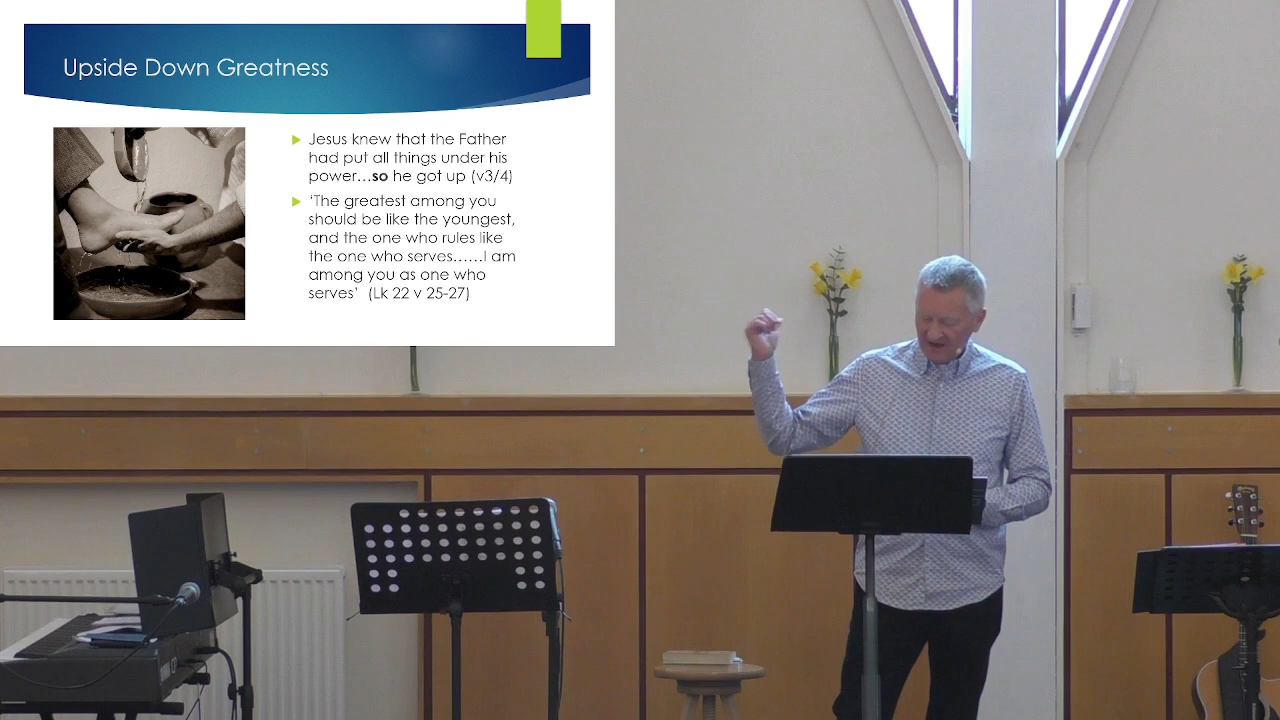 Upside Down Greatness
Jesus knew that the Father
had put all things under his
power…so he got up (v3/4)
‘The greatest among you
should be like the youngest,
and the one who rules like
the one who serves……I am
among you as one who
serves’ (Lk 22 v 25-27)